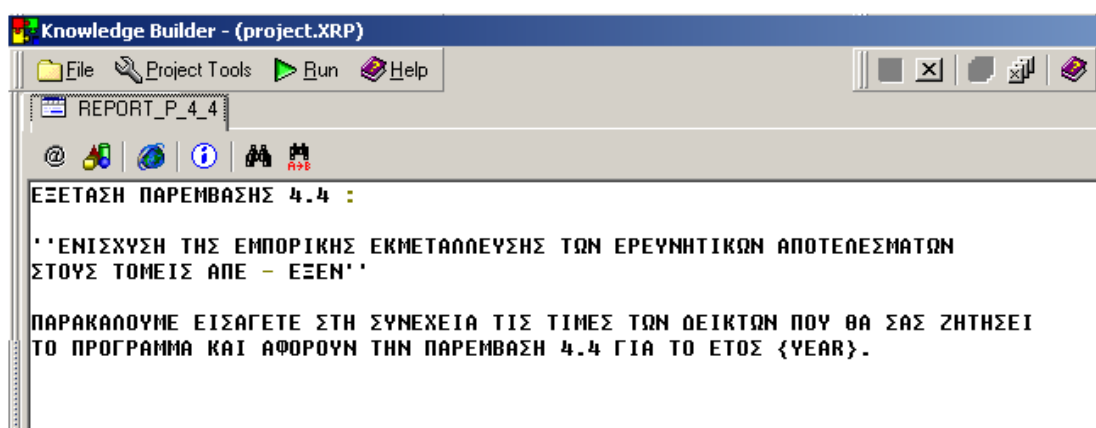 Knowledge Builder - (project.XRP)
File Project Tools Run Help
REPORT_P_4_4
@ A→B
ΕΞΕΤΑΣΗ ΠΑΡΕΜΒΑΣΗΣ 4.4 :
''ΕΝΙΣΧΥΣΗ ΤΗΣ ΕΜΠΟΡΙΚΗΣ ΕΚΜΕΤΑΛΛΕΥΣΗΣ ΤΩΝ ΕΡΕΥΝΗΤΙΚΩΝ ΑΠΟΤΕΛΕΣΜΑΤΩΝ
ΣΤΟΥΣ ΤΟΜΕΙΣ ΑΠΕ - ΕΞΕΝ''
ΠΑΡΑΚΑΛΟΥΜΕ ΕΙΣΑΓΕΤΕ ΣΤΗ ΣΥΝΕΧΕΙΑ ΤΙΣ ΤΙΜΕΣ ΤΩΝ ΔΕΙΚΤΩΝ ΠΟΥ ΘΑ ΣΑΣ ΖΗΤΗΣΕΙ
ΤΟ ΠΡΟΓΡΑΜΜΑ ΚΑΙ ΑΦΟΡΟΥΝ ΤΗΝ ΠΑΡΕΜΒΑΣΗ 4.4 ΓΙΑ ΤΟ ΕΤΟΣ {YEAR}.